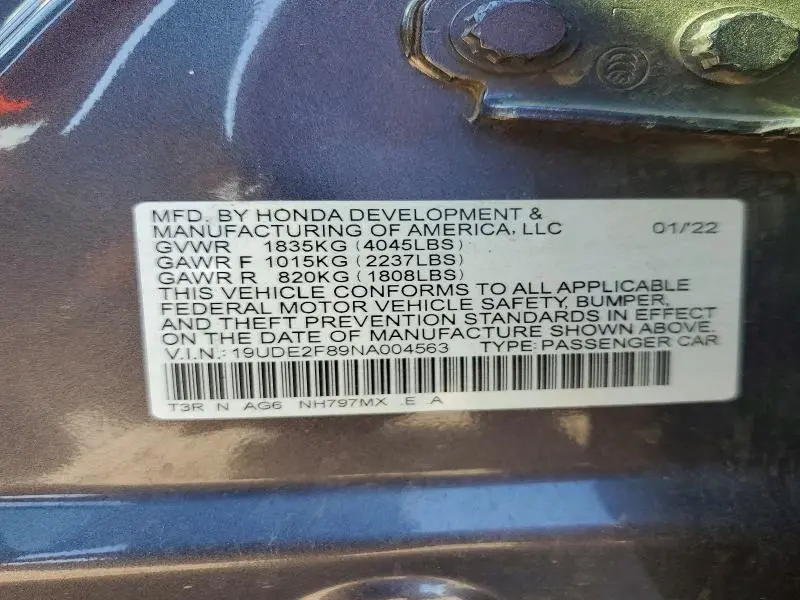 MFD. BY HONDA DEVELOPMENT &
MANUFACTURING OF AMERICA, LLC 01/22
GVWR 1835KG (4045LBS)
GAWR F 1015KG (2237LBS)
GAWR R 820KG (1808LBS)
THIS VEHICLE CONFORMS TO ALL APPLICABLE
FEDERAL MOTOR VEHICLE SAFETY, BUMPER,
AND THEFT PREVENTION STANDARDS IN EFFECT
ON THE DATE OF MANUFACTURE SHOWN ABOVE.
V.I.N.: 19UDE2F89NA004563 TYPE: PASSENGER CAR
T3R N AG6 NH797MX .E A